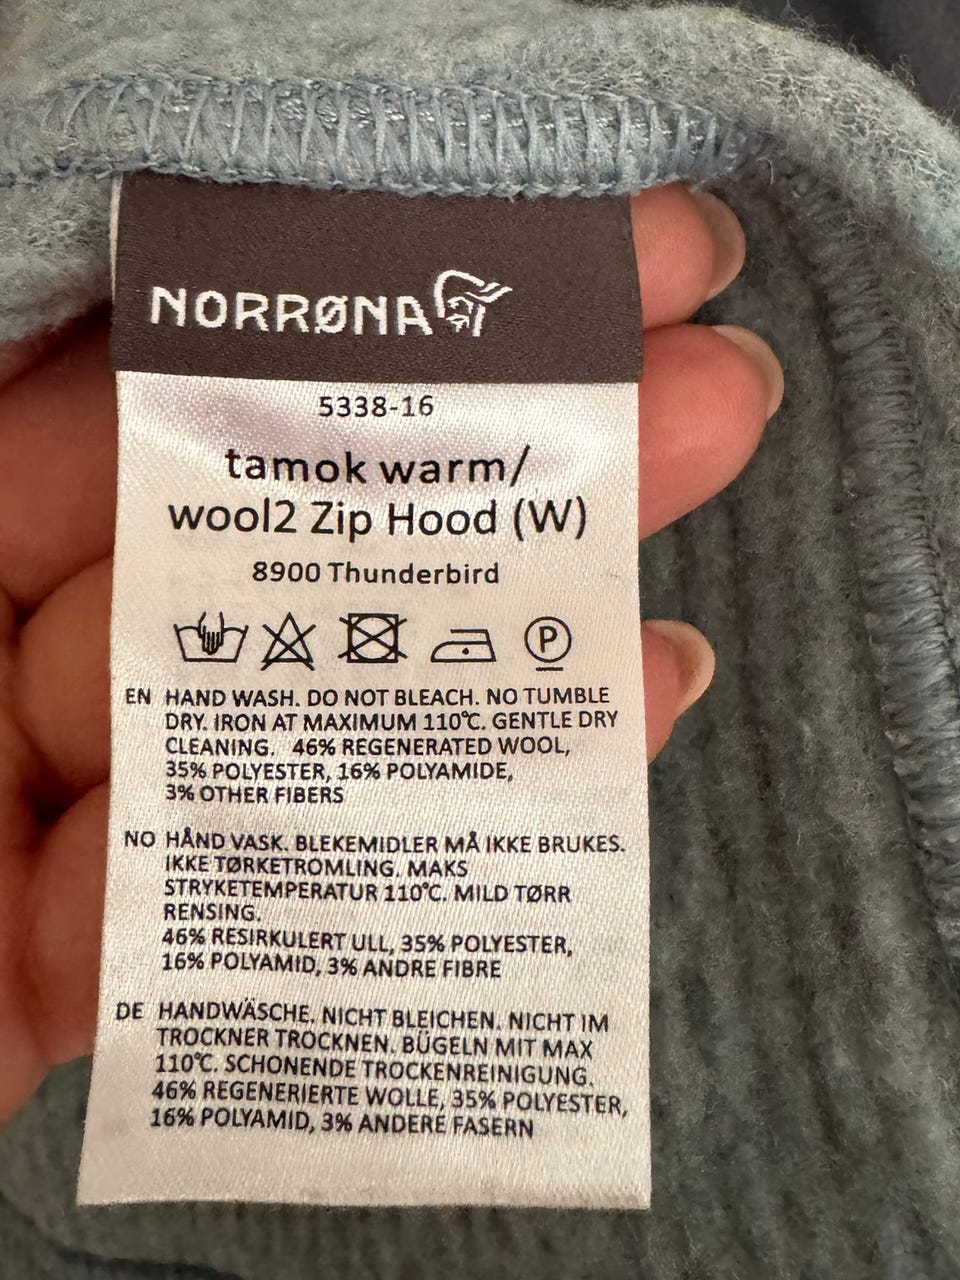 NORRØNA
5338-16
tamok warm/
wool2 Zip Hood (W)
8900 Thunderbird
P
EN HAND WASH. DO NOT BLEACH. NO TUMBLE
DRY. IRON AT MAXIMUM 110℃. GENTLE DRY
CLEANING. 46% REGENERATED WOOL,
35% POLYESTER, 16% POLYAMIDE,
3% OTHER FIBERS
NO HÅND VASK. BLEKEMIDLER MÅ IKKE BRUKES.
IKKE TØRKETROMLING. MAKS
STRYKETEMPERATUR 110℃. MILD TØRR
RENSING.
46% RESIRKULERT ULL, 35% POLYESTER,
16% POLYAMID, 3% ANDRE FIBRE
DE HANDWÄSCHE. NICHT BLEICHEN. NICHT IM
TROCKNER TROCKNEN. BÜGELN MIT MAX
110℃. SCHONENDE TROCKENREINIGUNG.
46% REGENERIERTE WOLLE, 35% POLYESTER,
16% POLYAMID, 3% ANDERE FASERN